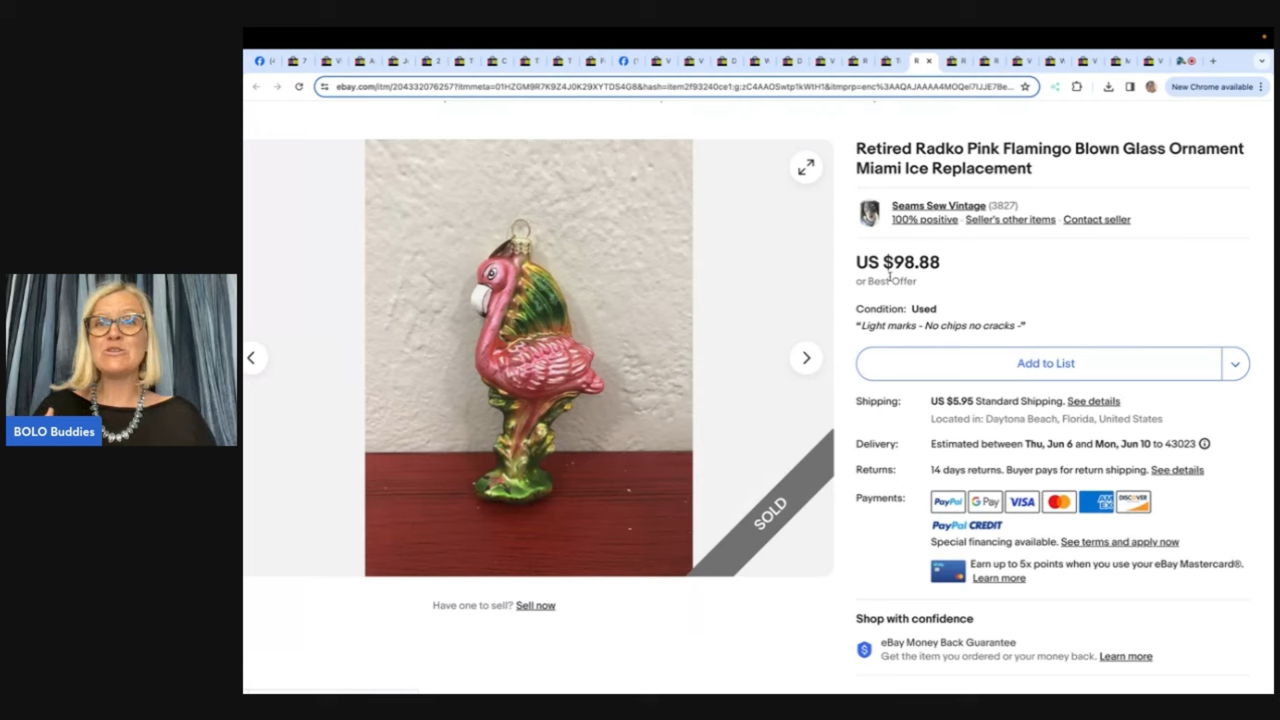 New Chrome available
ebay.com/itm/204332076257?itmmeta=01HZGM9R7K9Z4J0K29XYTDS4G8&hash=item2f93240ce1:g:zC4AAOSwtp1kWtH1&itmprp=enc%3AAQAJAAAA4MOQel7IJJE7Be...
Retired Radko Pink Flamingo Blown Glass Ornament
Miami Ice Replacement
Seams Sew Vintage (3827)
100% positive · Seller's other items · Contact seller
US $98.88
or Best Offer
Condition: Used
"Light marks - No chips no cracks -"
Add to List
Shipping: US $5.95 Standard Shipping. See details
Located in: Daytona Beach, Florida, United States
Delivery: Estimated between Thu, Jun 6 and Mon, Jun 10 to 43023
Returns: 14 days returns. Buyer pays for return shipping. See details
Payments: PayPal G Pay VISA AM EX DISCOVER
PayPal CREDIT
Special financing available. See terms and apply now
Earn up to 5x points when you use your eBay Mastercard®.
Learn more
SOLD
Have one to sell? Sell now
Shop with confidence
eBay Money Back Guarantee
Get the item you ordered or your money back. Learn more
BOLO Buddies